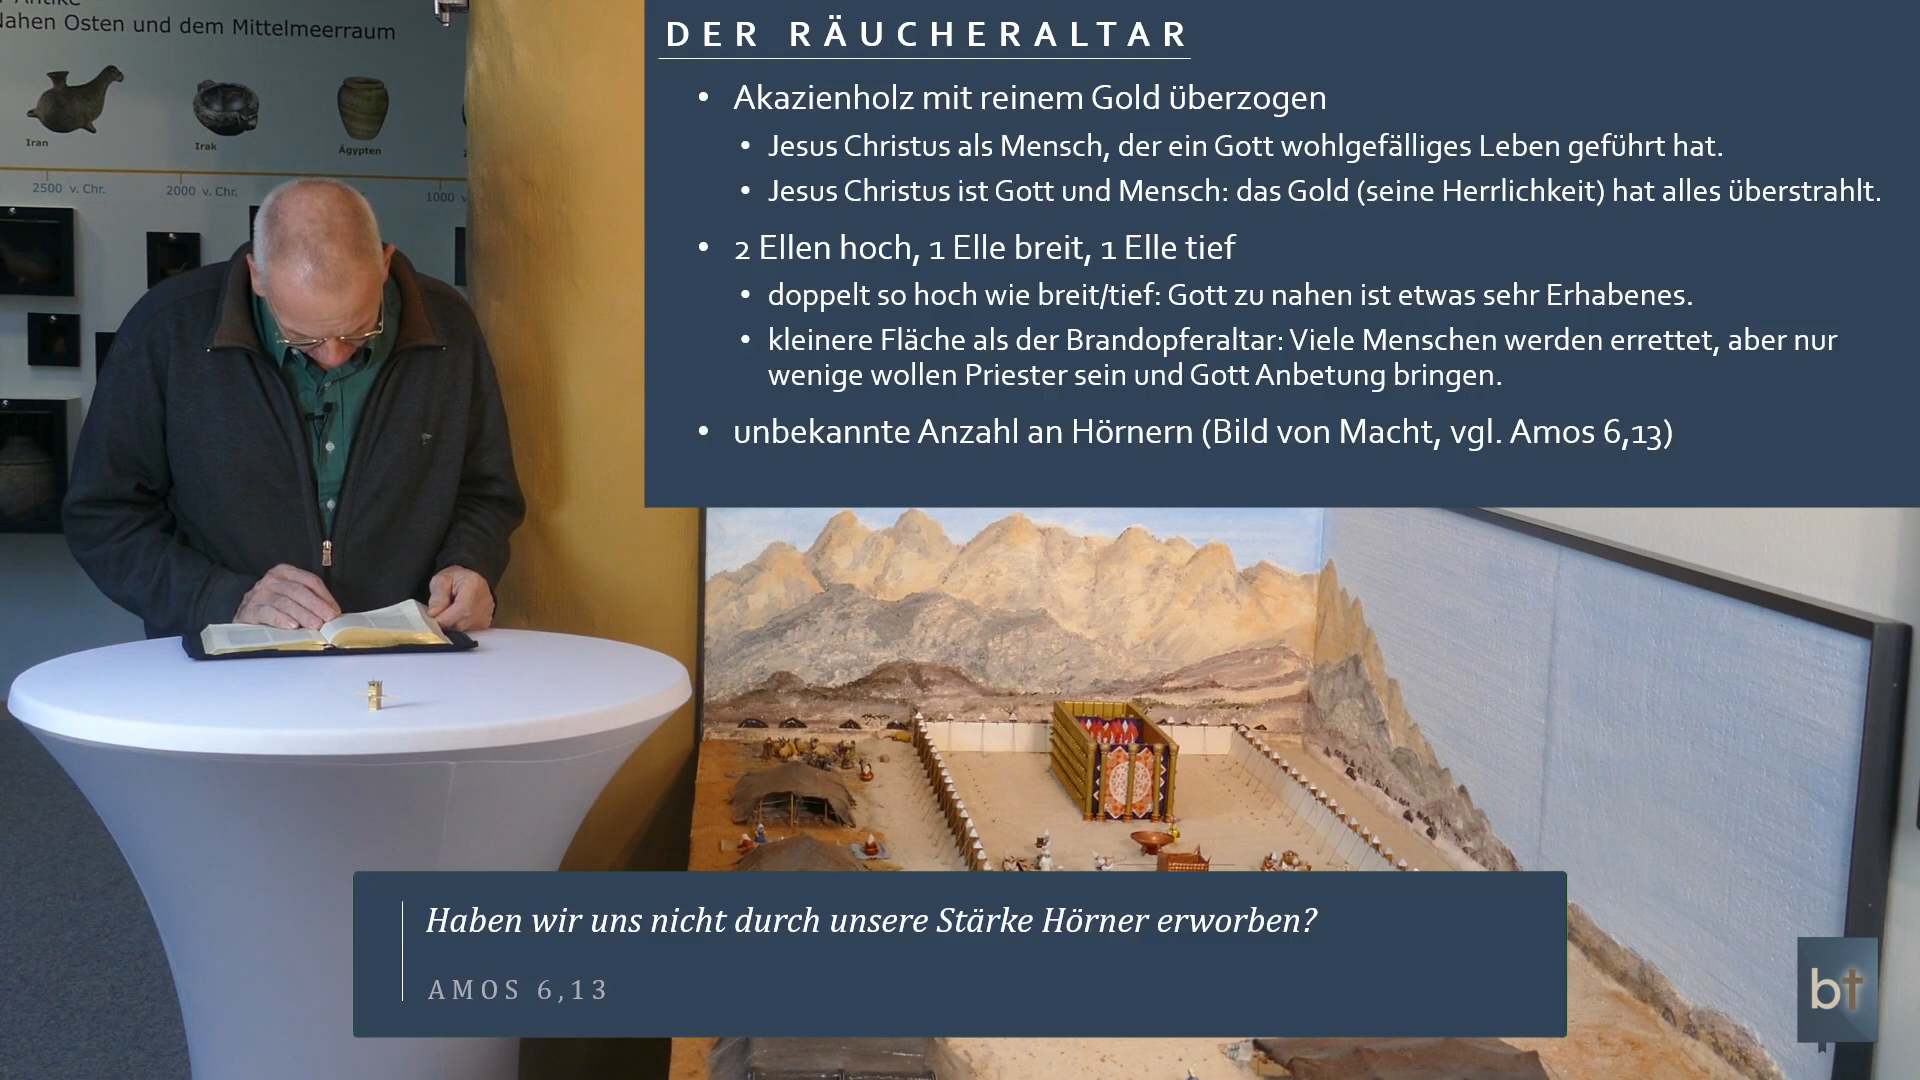 Nahen Osten und dem Mittelmeerraum
Iran
Irak
Ägypten
2500 v. Chr.
2000 v. Chr.
1000 v
DER RÄUCHERALTAR
• Akazienholz mit reinem Gold überzogen
• Jesus Christus als Mensch, der ein Gott wohlgefälliges Leben geführt hat.
• Jesus Christus ist Gott und Mensch: das Gold (seine Herrlichkeit) hat alles überstrahlt.
• 2 Ellen hoch, 1 Elle breit, 1 Elle tief
• doppelt so hoch wie breit/tief: Gott zu nahen ist etwas sehr Erhabenes.
• kleinere Fläche als der Brandopferaltar: Viele Menschen werden errettet, aber nur
wenige wollen Priester sein und Gott Anbetung bringen.
• unbekannte Anzahl an Hörnern (Bild von Macht, vgl. Amos 6,13)
Haben wir uns nicht durch unsere Stärke Hörner erworben?
AMOS 6,13
bt